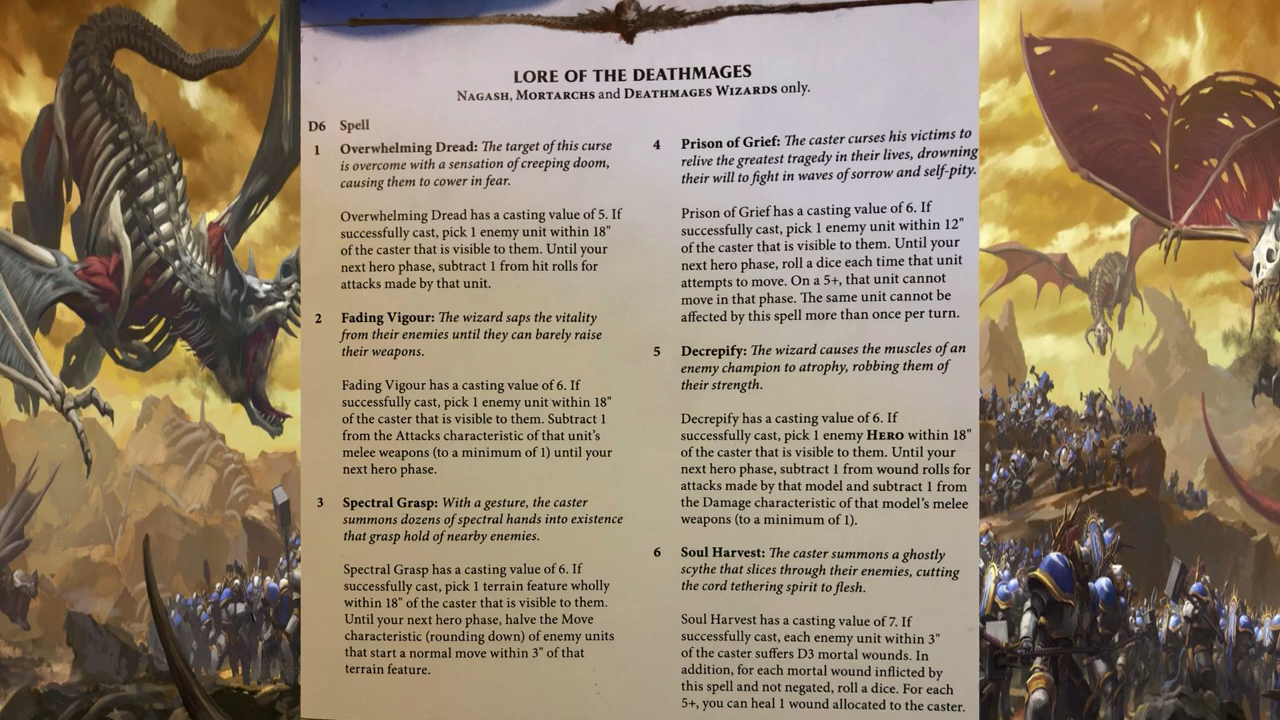 LORE OF THE DEATHMAGES
NAGASH, MORTARCHS and DEATHMAGES WIZARDS only.
D6 Spell
1 Overwhelming Dread: The target of this curse
is overcome with a sensation of creeping doom,
causing them to cower in fear.
Overwhelming Dread has a casting value of 5. If
successfully cast, pick 1 enemy unit within 18"
of the caster that is visible to them. Until your
next hero phase, subtract 1 from hit rolls for
attacks made by that unit.
2 Fading Vigour: The wizard saps the vitality
from their enemies until they can barely raise
their weapons.
Fading Vigour has a casting value of 6. If
successfully cast, pick 1 enemy unit within 18"
of the caster that is visible to them. Subtract 1
from the Attacks characteristic of that unit's
melee weapons (to a minimum of 1) until your
next hero phase.
3 Spectral Grasp: With a gesture, the caster
summons dozens of spectral hands into existence
that grasp hold of nearby enemies.
Spectral Grasp has a casting value of 6. If
successfully cast, pick 1 terrain feature wholly
within 18" of the caster that is visible to them.
Until your next hero phase, halve the Move
characteristic (rounding down) of enemy units
that start a normal move within 3" of that
terrain feature.
4 Prison of Grief: The caster curses his victims to
relive the greatest tragedy in their lives, drowning
their will to fight in waves of sorrow and self-pity.
Prison of Grief has a casting value of 6. If
successfully cast, pick 1 enemy unit within 12"
of the caster that is visible to them. Until your
next hero phase, roll a dice each time that unit
attempts to move. On a 5+, that unit cannot
move in that phase. The same unit cannot be
affected by this spell more than once per turn.
5 Decrepify: The wizard causes the muscles of an
enemy champion to atrophy, robbing them of
their strength.
Decrepify has a casting value of 6. If
successfully cast, pick 1 enemy HERO within 18"
of the caster that is visible to them. Until your
next hero phase, subtract 1 from wound rolls for
attacks made by that model and subtract 1 from
the Damage characteristic of that model's melee
weapons (to a minimum of 1).
6 Soul Harvest: The caster summons a ghostly
scythe that slices through their enemies, cutting
the cord tethering spirit to flesh.
Soul Harvest has a casting value of 7. If
successfully cast, each enemy unit within 3"
of the caster suffers D3 mortal wounds. In
addition, for each mortal wound inflicted by
this spell and not negated, roll a dice. For each
5+, you can heal 1 wound allocated to the caster.